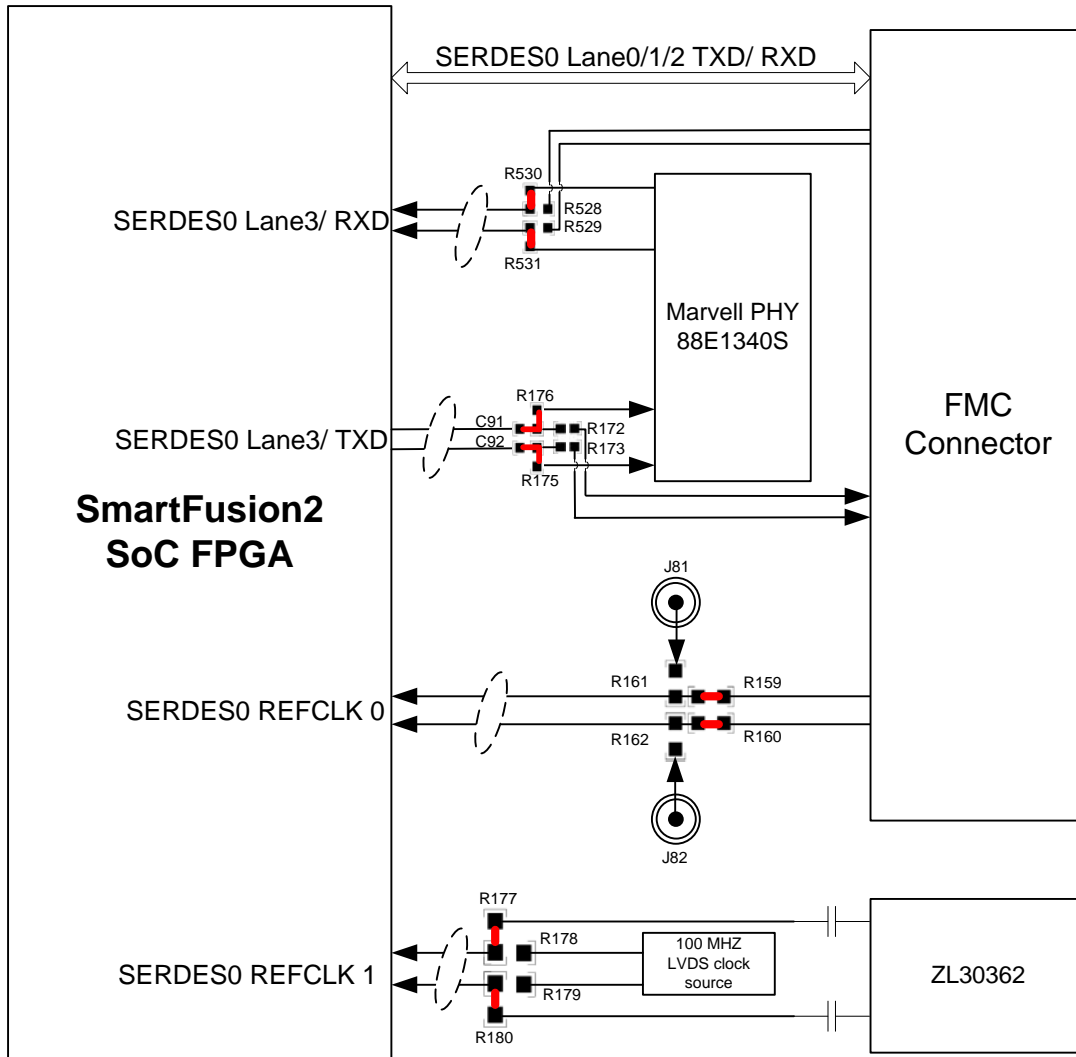 SERDES0 Lane0/1/2 TXD/ RXD
R530
SERDES0 Lane3/ RXD
R528
R529
R531
Marvell PHY
88E1340S
R176
C91
R172
SERDES0 Lane3/ TXD
C92
R173
R175
FMC
Connector
SmartFusion2
SoC FPGA
J81
R161
R159
SERDES0 REFCLK 0
R162
R160
J82
R177
R178
100 MHZ
LVDS clock
source
SERDES0 REFCLK 1
R179
ZL30362
R180